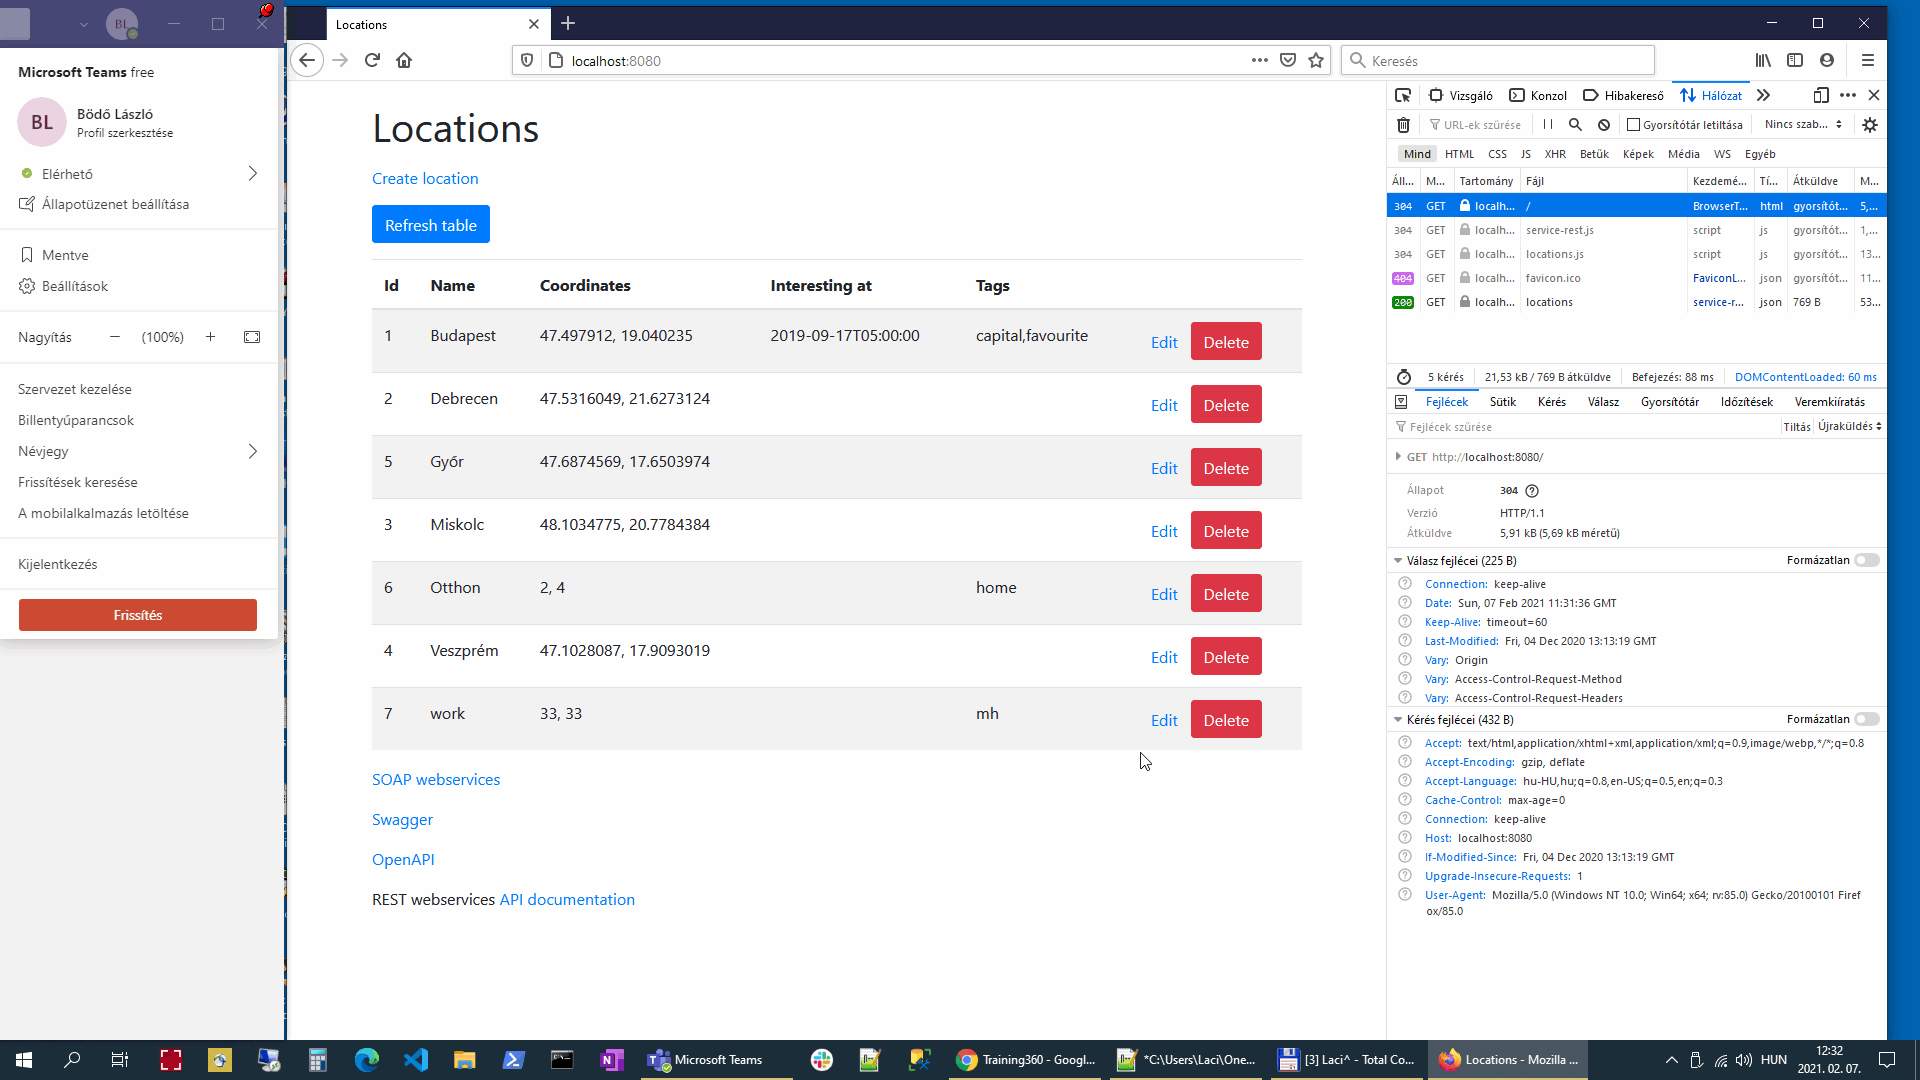 BL
Microsoft Teams free
BL
Bödő László
Profil szerkesztése
Elérhető
Állapotüzenet beállítása
Mentve
Beállítások
Nagyítás — (100%) +
Szervezet kezelése
Billentyűparancsok
Névjegy
Frissítések keresése
A mobilalkalmazás letöltése
Kijelentkezés
Frissítés
Locations
localhost:8080
Keresés
Locations
Create location
Refresh table
Id Name Coordinates Interesting at Tags
1 Budapest 47.497912, 19.040235 2019-09-17T05:00:00 capital,favourite Edit Delete
2 Debrecen 47.5316049, 21.6273124 Edit Delete
5 Győr 47.6874569, 17.6503974 Edit Delete
3 Miskolc 48.1034775, 20.7784384 Edit Delete
6 Otthon 2, 4 home Edit Delete
4 Veszprém 47.1028087, 17.9093019 Edit Delete
7 work 33, 33 mh Edit Delete
SOAP webservices
Swagger
OpenAPI
REST webservices API documentation
Vizsgáló Konzol Hibakereső Hálózat
URL-ek szűrése Gyorsítótár letiltása Nincs szab...
Mind HTML CSS JS XHR Betűk Képek Média WS Egyéb
Áll... M... Tartomány Fájl Kezdemé... Tí... Átküldve M...
304 GET localh... / BrowserT... html gyorsítót... 5,...
304 GET localh... service-rest.js script js gyorsítót... 1,...
304 GET localh... locations.js script js gyorsítót... 13...
404 GET localh... favicon.ico FaviconL... json gyorsítót... 11...
200 GET localh... locations service-r... json 769 B 53...
5 kérés 21,53 kB / 769 B átküldve Befejezés: 88 ms DOMContentLoaded: 60 ms
Fejlécek Sütik Kérés Válasz Gyorsítótár Időzítések Veremkiíratás
Fejlécek szűrése Tiltás Újraküldés
GET http://localhost:8080/
Állapot 304
Verzió HTTP/1.1
Átküldve 5,91 kB (5,69 kB méretű)
Válasz fejlécei (225 B) Formázatlan
Connection: keep-alive
Date: Sun, 07 Feb 2021 11:31:36 GMT
Keep-Alive: timeout=60
Last-Modified: Fri, 04 Dec 2020 13:13:19 GMT
Vary: Origin
Vary: Access-Control-Request-Method
Vary: Access-Control-Request-Headers
Kérés fejlécei (432 B) Formázatlan
Accept: text/html,application/xhtml+xml,application/xml;q=0.9,image/webp,*/*;q=0.8
Accept-Encoding: gzip, deflate
Accept-Language: hu-HU,hu;q=0.8,en-US;q=0.5,en;q=0.3
Cache-Control: max-age=0
Connection: keep-alive
Host: localhost:8080
If-Modified-Since: Fri, 04 Dec 2020 13:13:19 GMT
Upgrade-Insecure-Requests: 1
User-Agent: Mozilla/5.0 (Windows NT 10.0; Win64; x64; rv:85.0) Gecko/20100101 Firef
ox/85.0
Microsoft Teams
Training360 - Googl...
*C:\Users\Laci\One...
[3] Laci^ - Total Co...
Locations - Mozilla ...
HUN
12:32
2021. 02. 07.